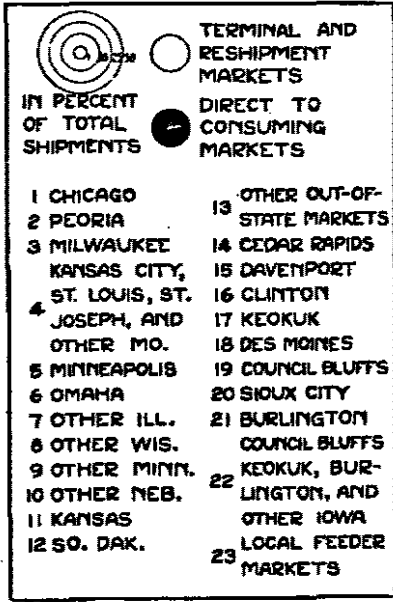 TERMINAL AND
RESHIPMENT
MARKETS
IN PERCENT
OF TOTAL
SHIPMENTS
DIRECT TO
CONSUMING
MARKETS
1 CHICAGO
2 PEORIA
3 MILWAUKEE
4 KANSAS CITY,
ST. LOUIS, ST.
JOSEPH, AND
OTHER MO.
5 MINNEAPOLIS
6 OMAHA
7 OTHER ILL.
8 OTHER WIS.
9 OTHER MINN.
10 OTHER NEB.
11 KANSAS
12 SO. DAK.
13 OTHER OUT-OF-
STATE MARKETS
14 CEDAR RAPIDS
15 DAVENPORT
16 CLINTON
17 KEOKUK
18 DES MOINES
19 COUNCIL BLUFFS
20 SIOUX CITY
21 BURLINGTON
22 COUNCIL BLUFFS
KEOKUK, BUR-
LINGTON, AND
OTHER IOWA
23 LOCAL FEEDER
MARKETS